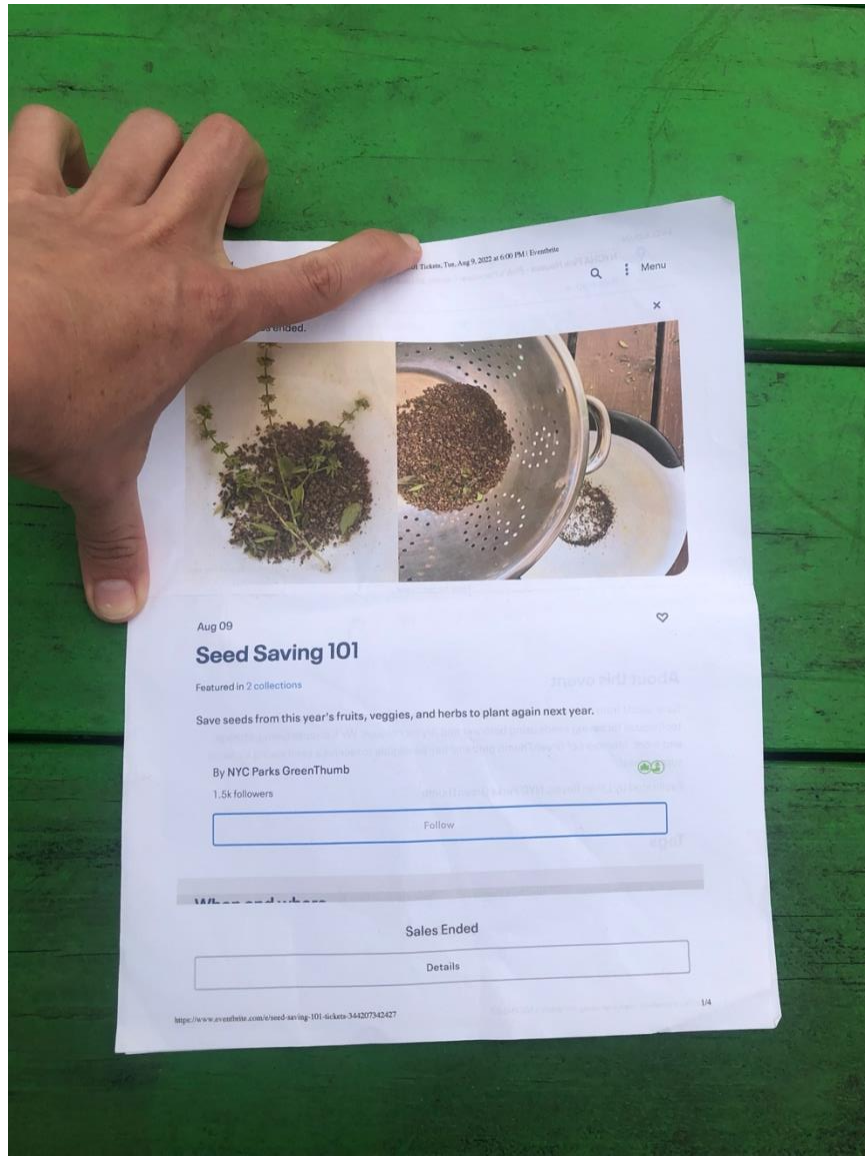 Tickets, Tue, Aug 9, 2022 at 6:00 PM | Eventbrite
Menu
ended.
Aug 09
Seed Saving 101
Featured in 2 collections
Save seeds from this year's fruits, veggies, and herbs to plant again next year.
By NYC Parks GreenThumb
1.5k followers
Follow
When and where
Sales Ended
Details
https://www.eventbrite.com/e/seed-saving-101-tickets-344207342427
1/4